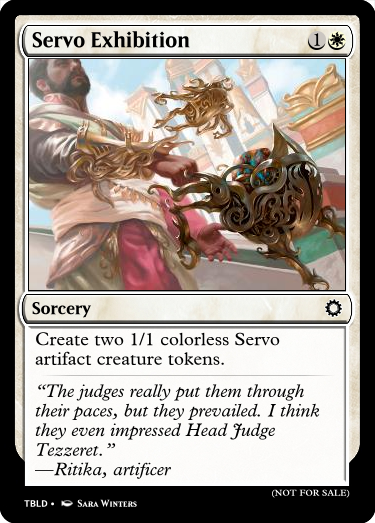 Servo Exhibition 1
Sorcery
Create two 1/1 colorless Servo
artifact creature tokens.
“The judges really put them through
their paces, but they prevailed. I think
they even impressed Head Judge
Tezzeret.”
—Ritika, artificer
(NOT FOR SALE)
TBLD • Sara Winters